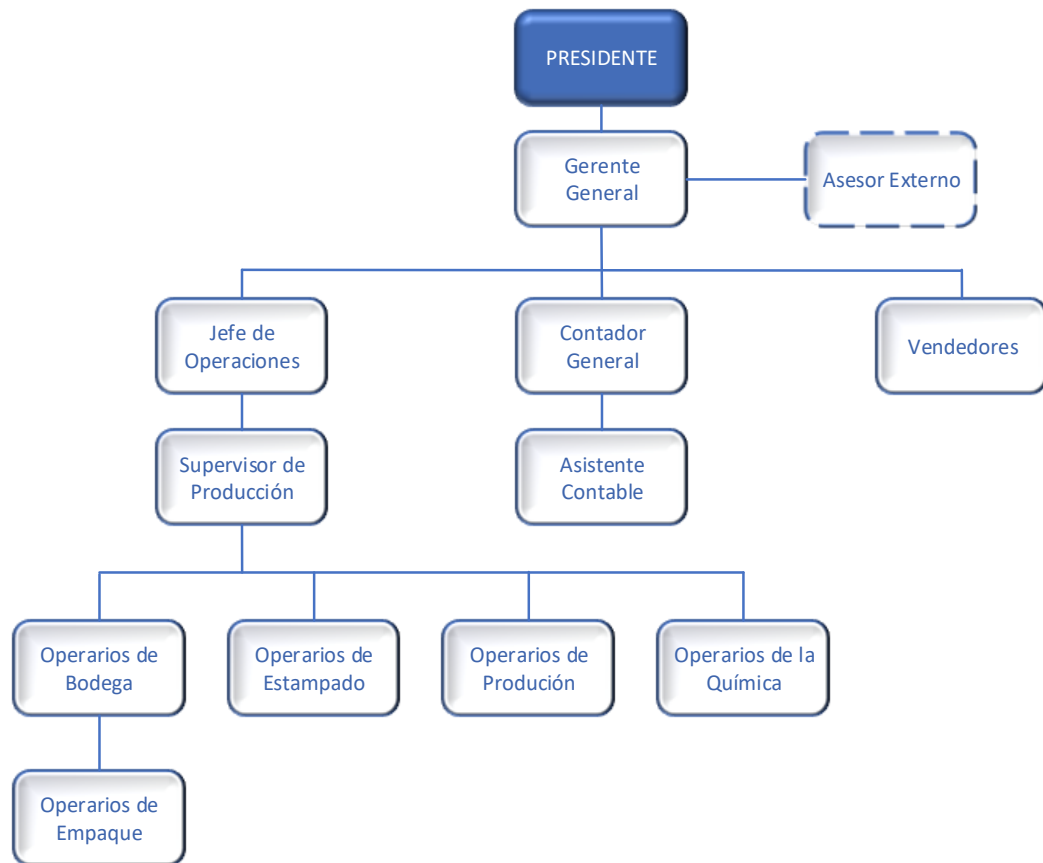 PRESIDENTE
Gerente
General
Asesor Externo
Jefe de
Operaciones
Contador
General
Vendedores
Supervisor de
Producción
Asistente
Contable
Operarios de
Bodega
Operarios de
Estampado
Operarios de
Produción
Operarios de la
Química
Operarios de
Empaque